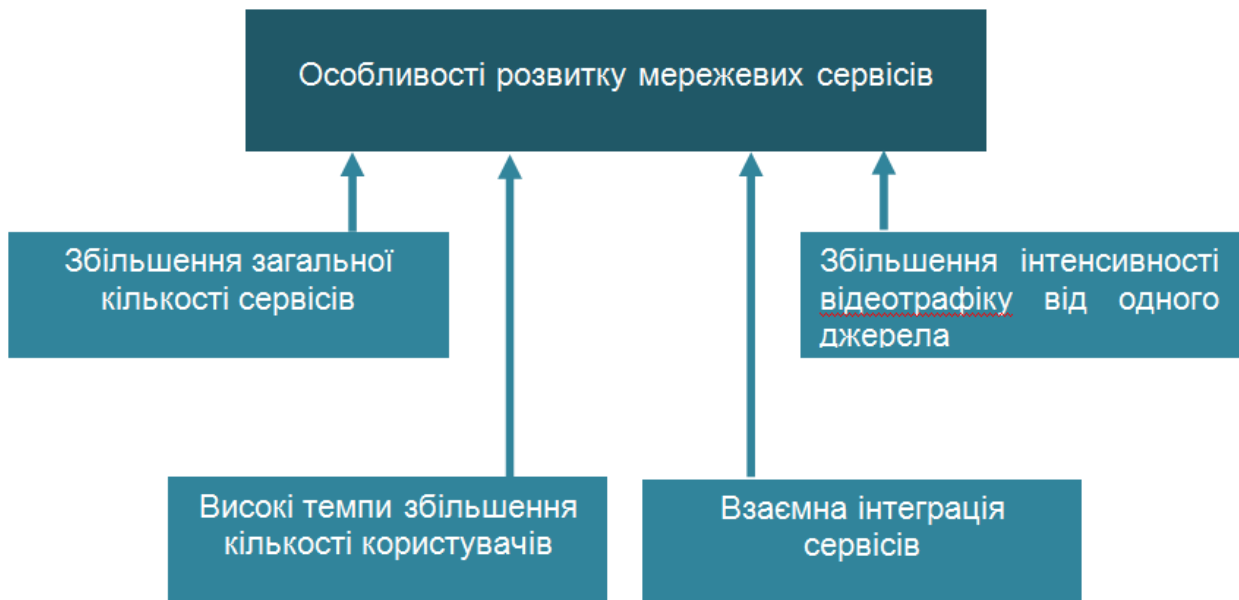 Особливості розвитку мережевих сервісів
Збільшення загальної
кількості сервісів
Збільшення інтенсивності
відеотрафіку від одного
джерела
Високі темпи збільшення
кількості користувачів
Взаємна інтеграція
сервісів